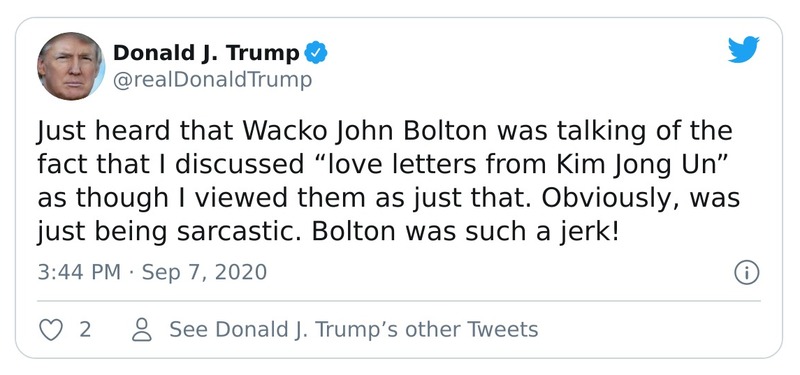 Donald J. Trump
@realDonaldTrump
Just heard that Wacko John Bolton was talking of the
fact that I discussed “love letters from Kim Jong Un”
as though I viewed them as just that. Obviously, was
just being sarcastic. Bolton was such a jerk!
3:44 PM · Sep 7, 2020
2
See Donald J. Trump’s other Tweets